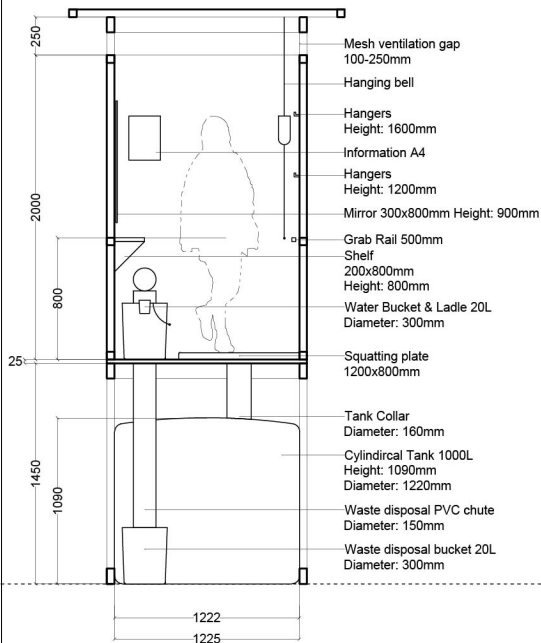 Mesh ventilation gap
100-250mm
Hanging bell
Hangers
Height: 1600mm
Information A4
Hangers
Height: 1200mm
Mirror 300x800mm Height: 900mm
Grab Rail 500mm
Shelf
200x800mm
Height: 800mm
Water Bucket & Ladle 20L
Diameter: 300mm
Squatting plate
1200x800mm
Tank Collar
Diameter: 160mm
Cylindircal Tank 1000L
Height: 1090mm
Diameter: 1220mm
Waste disposal PVC chute
Diameter: 150mm
Waste disposal bucket 20L
Diameter: 300mm
250
2000
800
25
1450
1090
1222
1225